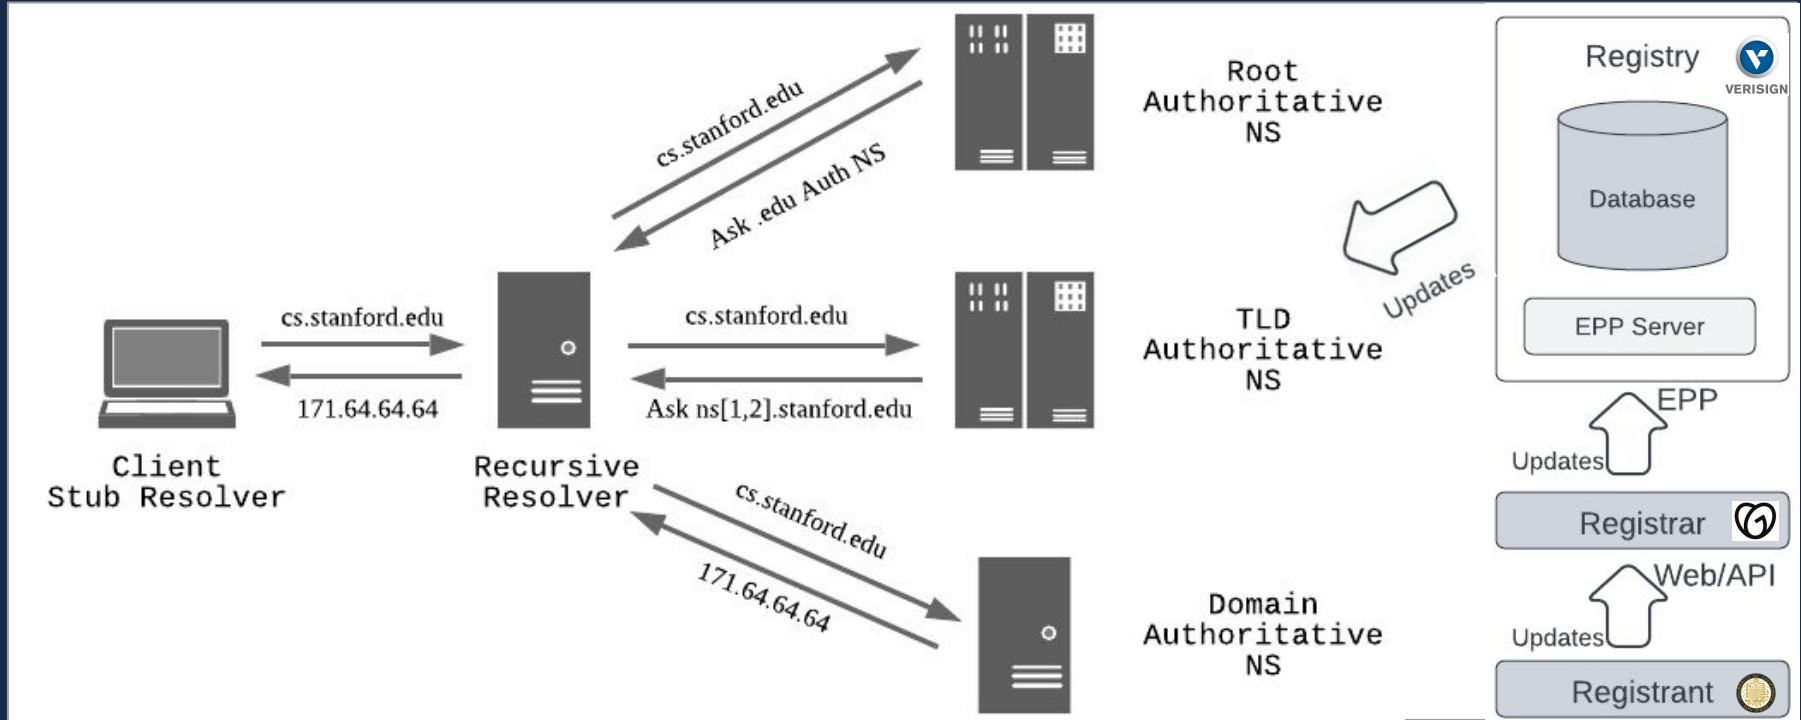 cs.stanford.edu
Ask .edu Auth NS
Root
Authoritative
NS
cs.stanford.edu
171.64.64.64
Client
Stub Resolver
Recursive
Resolver
cs.stanford.edu
Ask ns[1,2].stanford.edu
TLD
Authoritative
NS
cs.stanford.edu
171.64.64.64
Domain
Authoritative
NS
Registry
VERISIGN
Database
EPP Server
Updates
EPP
Updates
Registrar
Web/API
Updates
Registrant